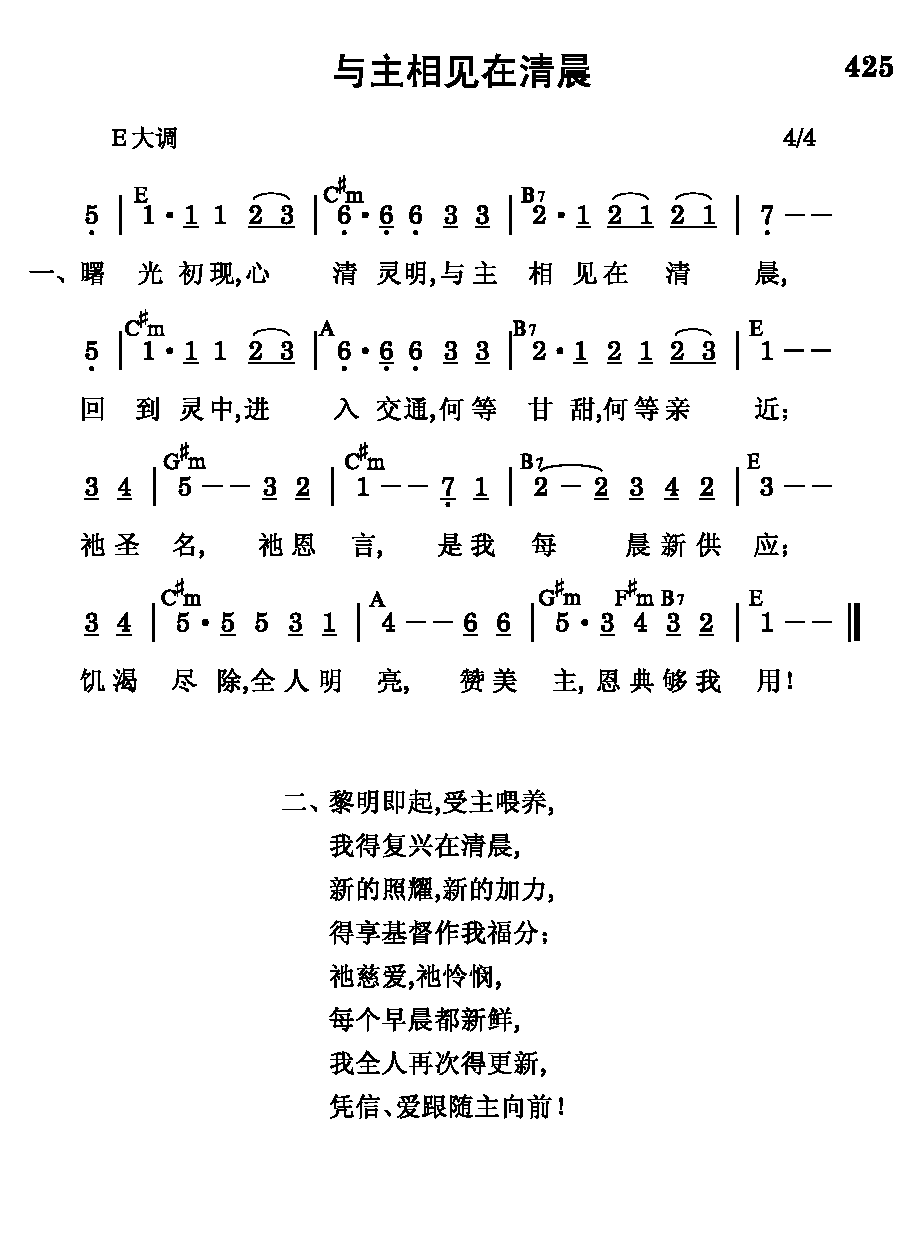 与主相见在清晨 425
E大调 4/4
E C♯m B7
5 | 1 · 1 1 2 3 | 6 · 6 6 3 3 | 2 · 1 2 1 2 1 | 7 — —
一、曙 光 初现,心 清 灵明,与主 相 见在 清 晨,
C♯m A B7 E
5 | 1 · 1 1 2 3 | 6 · 6 6 3 3 | 2 · 1 2 1 2 3 | 1 — —
回 到 灵中,进 入 交通,何等 甘 甜,何等亲 近;
G♯m C♯m B7 E
3 4 | 5 — — 3 2 | 1 — — 7 1 | 2 — 2 3 4 2 | 3 — —
祂圣 名, 祂恩 言, 是我 每 晨新供 应;
C♯m A G♯m F♯m B7 E
3 4 | 5 · 5 5 3 1 | 4 — — 6 6 | 5 · 3 4 3 2 | 1 — — ‖
饥渴 尽 除,全人明 亮, 赞美 主,恩典够我 用!
二、黎明即起,受主喂养,
我得复兴在清晨,
新的照耀,新的加力,
得享基督作我福分;
祂慈爱,祂怜悯,
每个早晨都新鲜,
我全人再次得更新,
凭信、爱跟随主向前!